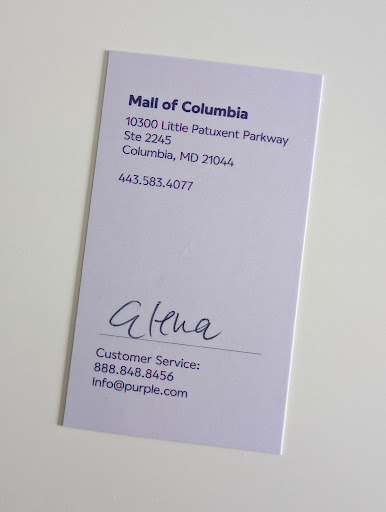 Mall of Columbia
10300 Little Patuxent Parkway
Ste 2245
Columbia, MD 21044
443.583.4077
Glena
Customer Service:
888.848.8456
Info@purple.com